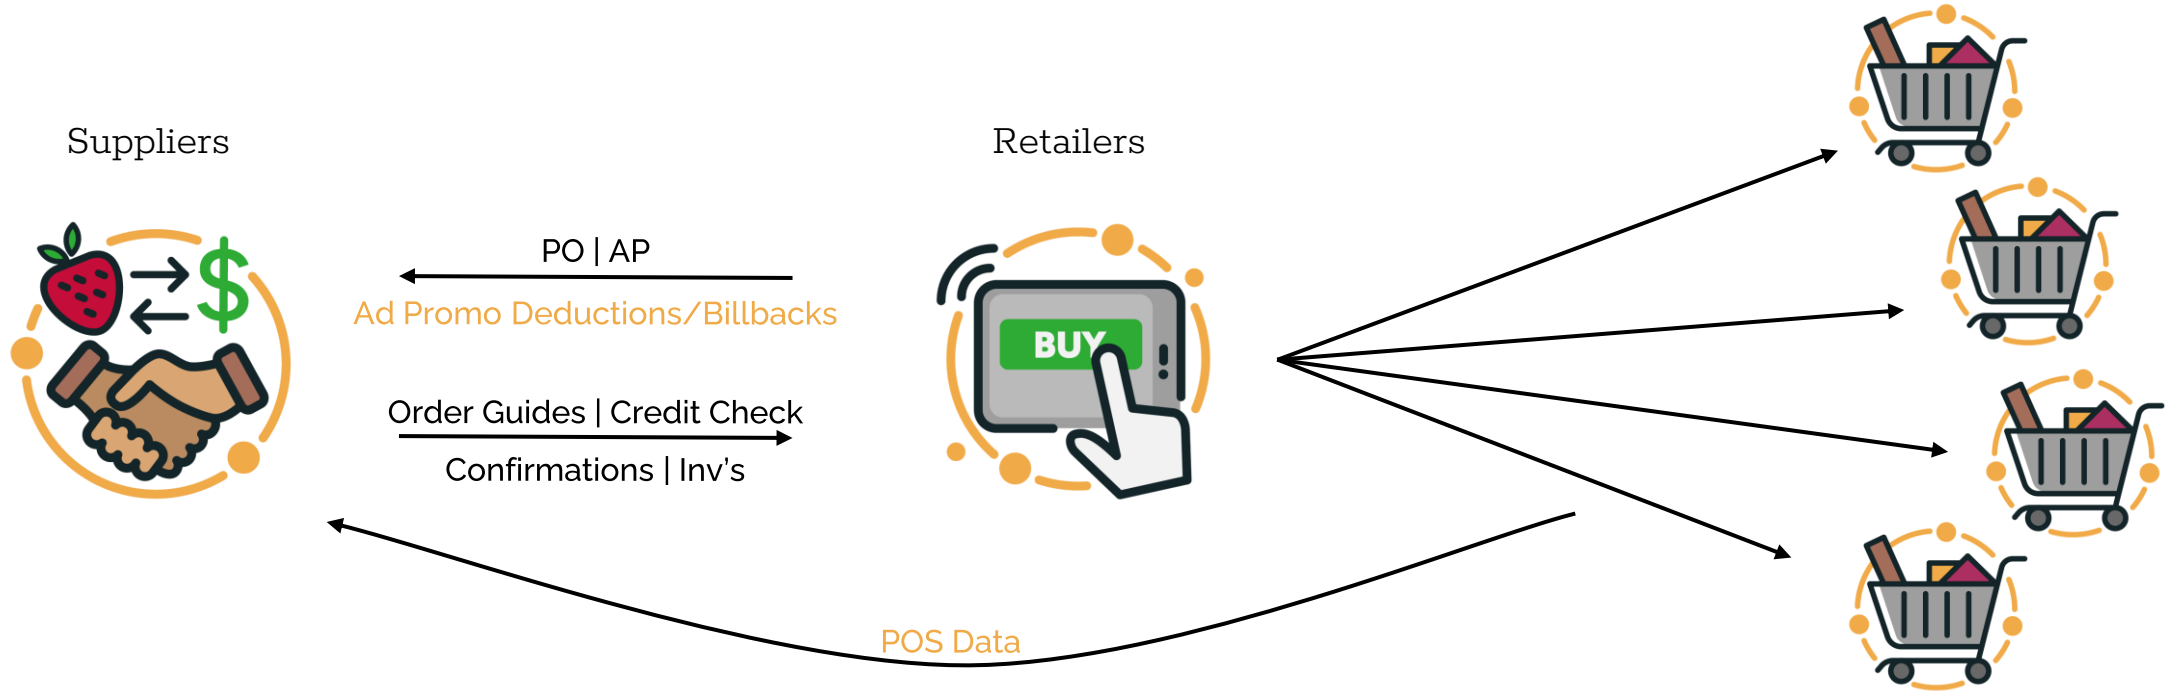 Suppliers
Retailers
PO | AP
Ad Promo Deductions/Billbacks
BUY
Order Guides | Credit Check
Confirmations | Inv’s
POS Data